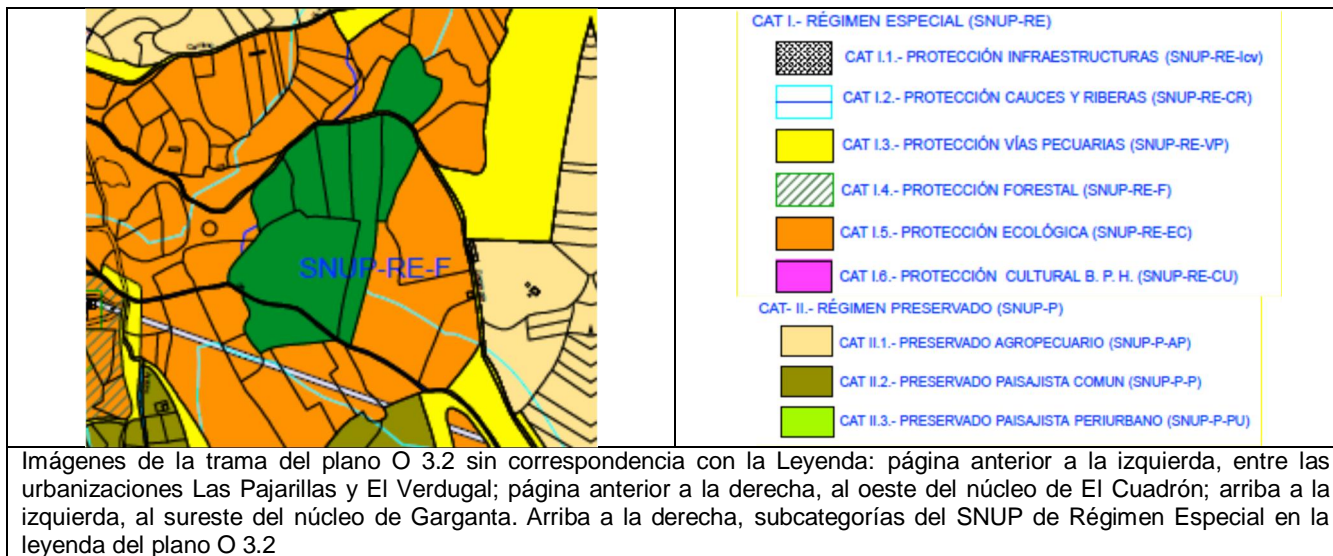 SNUP-RE-F
CAT I.- RÉGIMEN ESPECIAL (SNUP-RE)
CAT I.1.- PROTECCIÓN INFRAESTRUCTURAS (SNUP-RE-Icv)
CAT I.2.- PROTECCIÓN CAUCES Y RIBERAS (SNUP-RE-CR)
CAT I.3.- PROTECCIÓN VÍAS PECUARIAS (SNUP-RE-VP)
CAT I.4.- PROTECCIÓN FORESTAL (SNUP-RE-F)
CAT I.5.- PROTECCIÓN ECOLÓGICA (SNUP-RE-EC)
CAT I.6.- PROTECCIÓN CULTURAL B. P. H. (SNUP-RE-CU)
CAT- II.- RÉGIMEN PRESERVADO (SNUP-P)
CAT II.1.- PRESERVADO AGROPECUARIO (SNUP-P-AP)
CAT II.2.- PRESERVADO PAISAJISTA COMUN (SNUP-P-P)
CAT II.3.- PRESERVADO PAISAJISTA PERIURBANO (SNUP-P-PU)
Imágenes de la trama del plano O 3.2 sin correspondencia con la Leyenda: página anterior a la izquierda, entre las
urbanizaciones Las Pajarillas y El Verdugal; página anterior a la derecha, al oeste del núcleo de El Cuadrón; arriba a la
izquierda, al sureste del núcleo de Garganta. Arriba a la derecha, subcategorías del SNUP de Régimen Especial en la
leyenda del plano O 3.2